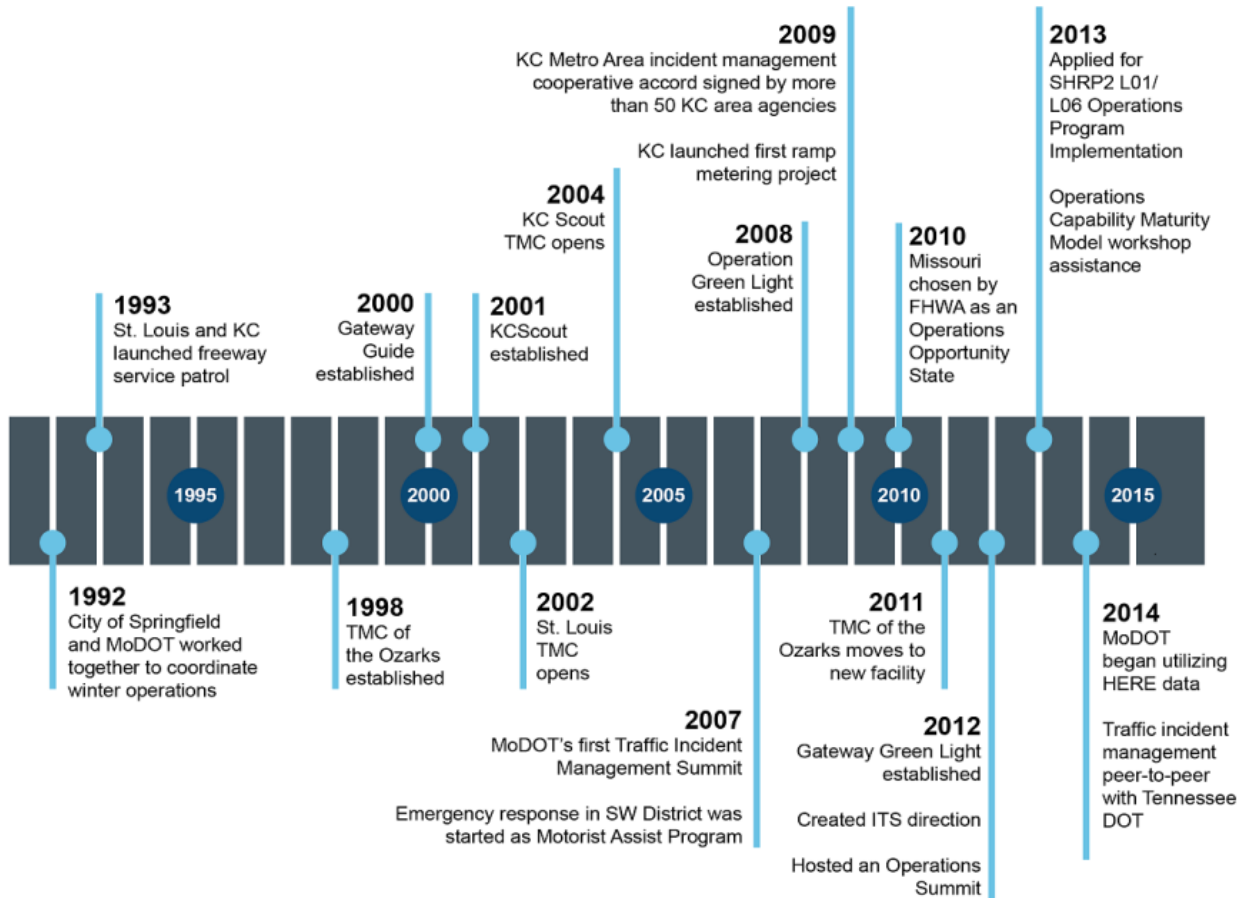 2009
KC Metro Area incident management
cooperative accord signed by more
than 50 KC area agencies
KC launched first ramp
metering project
2013
Applied for
SHRP2 L01/
L06 Operations
Program
Implementation
Operations
Capability Maturity
Model workshop
assistance
2004
KC Scout
TMC opens
2008
Operation
Green Light
established
2010
Missouri
chosen by
FHWA as an
Operations
Opportunity
State
1993
St. Louis and KC
launched freeway
service patrol
2000
Gateway
Guide
established
2001
KCScout
established
1995
2000
2005
2010
2015
1992
City of Springfield
and MoDOT worked
together to coordinate
winter operations
1998
TMC of
the Ozarks
established
2002
St. Louis
TMC
opens
2007
MoDOT's first Traffic Incident
Management Summit
Emergency response in SW District was
started as Motorist Assist Program
2011
TMC of the
Ozarks moves to
new facility
2012
Gateway Green Light
established
Created ITS direction
Hosted an Operations
Summit
2014
MoDOT
began utilizing
HERE data
Traffic incident
management
peer-to-peer
with Tennessee
DOT